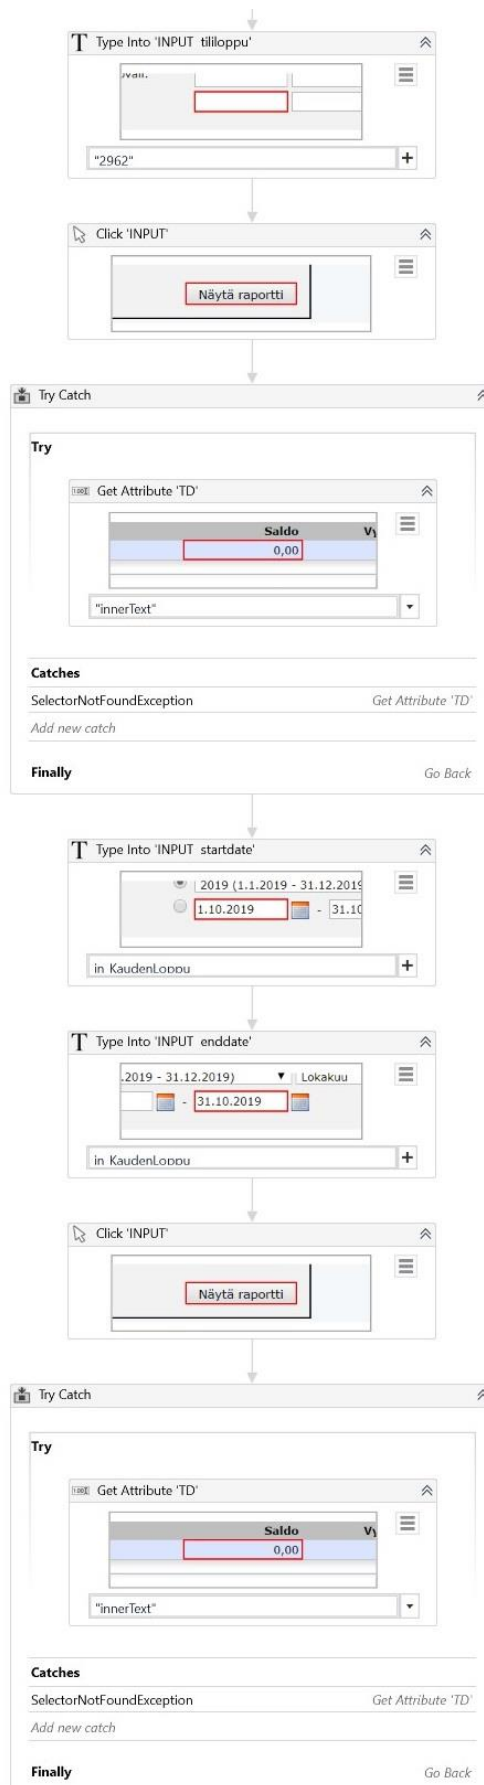 Type Into 'INPUT tililoppu'
"2962"
+
Click 'INPUT'
Näytä raportti
Try Catch
Try
Get Attribute 'TD'
Saldo
0,00
"innerText"
Catches
SelectorNotFoundException Get Attribute 'TD'
Add new catch
Finally Go Back
Type Into 'INPUT startdate'
2019 (1.1.2019 - 31.12.2019
1.10.2019 - 31.10
in_KaudenLoppu +
Type Into 'INPUT enddate'
.2019 - 31.12.2019) Lokakuu
- 31.10.2019
in_KaudenLoppu +
Click 'INPUT'
Näytä raportti
Try Catch
Try
Get Attribute 'TD'
Saldo
0,00
"innerText"
Catches
SelectorNotFoundException Get Attribute 'TD'
Add new catch
Finally Go Back